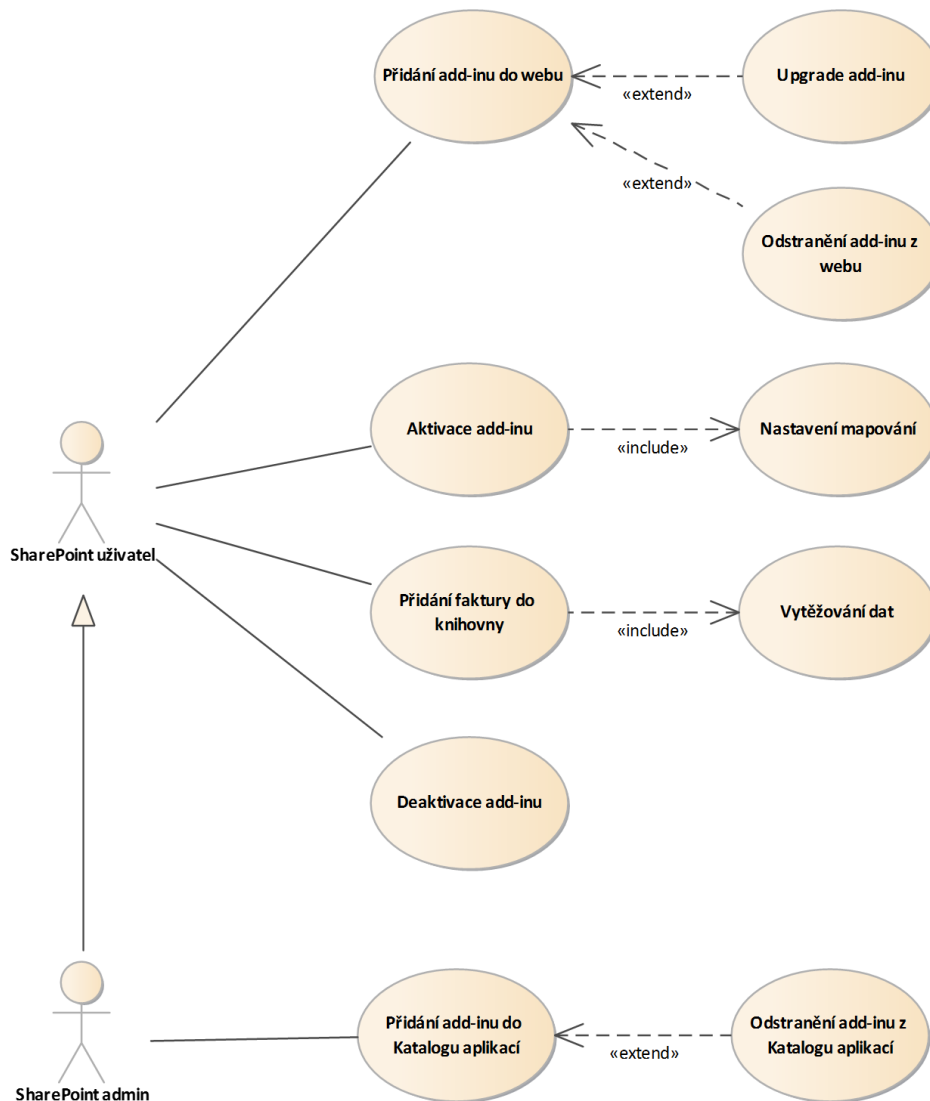 Přidání add-inu do webu
«extend»
Upgrade add-inu
«extend»
Odstranění add-inu z
webu
Aktivace add-inu
«include»
Nastavení mapování
SharePoint uživatel
Přidání faktury do
knihovny
«include»
Vytěžování dat
Deaktivace add-inu
Přidání add-inu do
Katalogu aplikací
«extend»
Odstranění add-inu z
Katalogu aplikací
SharePoint admin